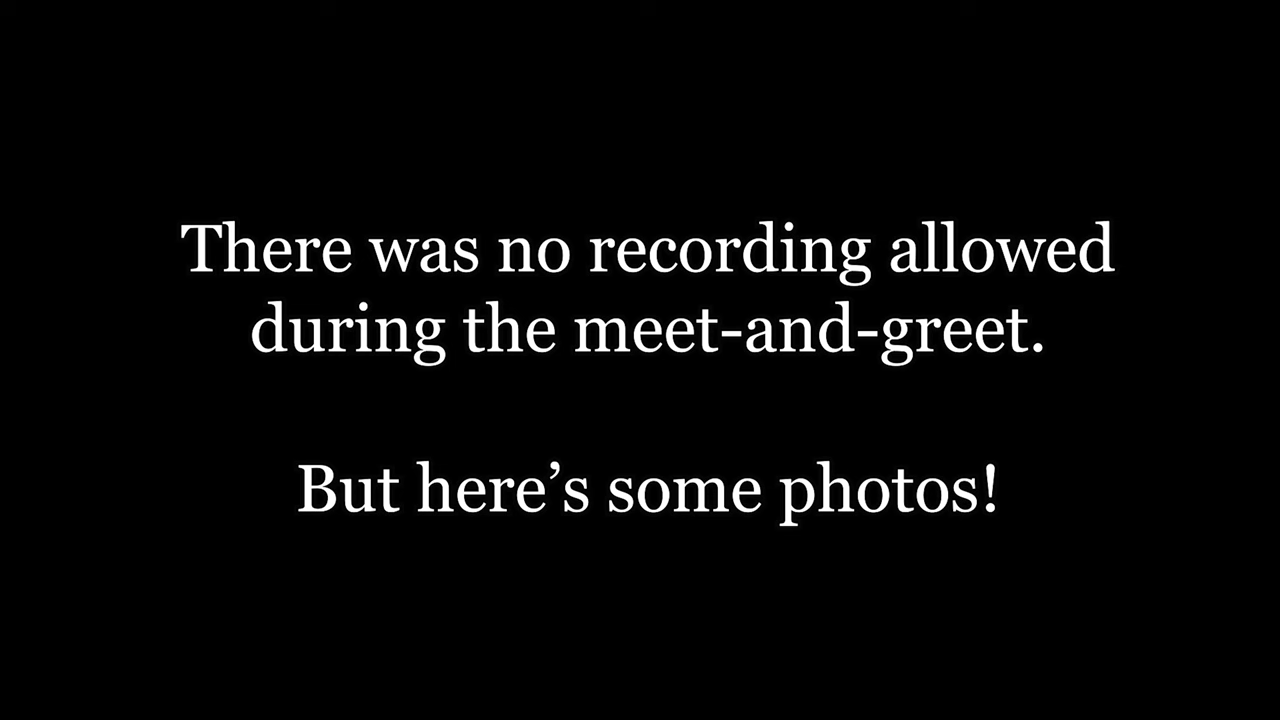 There was no recording allowed
during the meet-and-greet.
But here’s some photos!